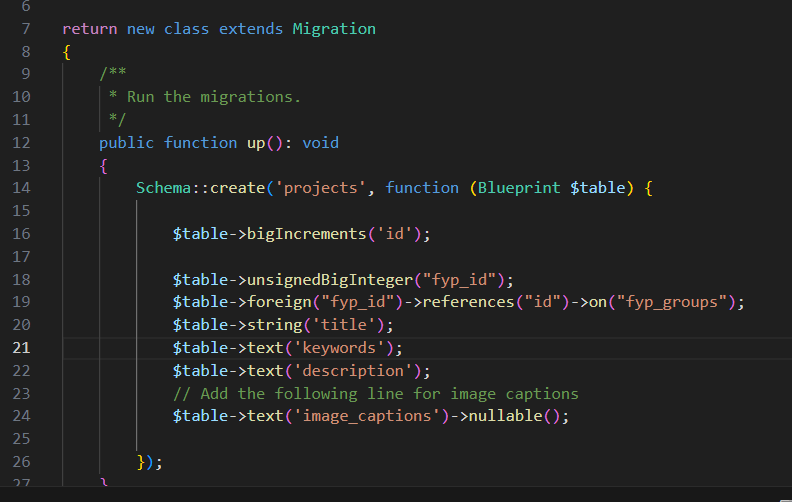 6
7 return new class extends Migration
8 {
9 /**
10 * Run the migrations.
11 */
12 public function up(): void
13 {
14 Schema::create('projects', function (Blueprint $table) {
15
16 $table->bigIncrements('id');
17
18 $table->unsignedBigInteger("fyp_id");
19 $table->foreign("fyp_id")->references("id")->on("fyp_groups");
20 $table->string('title');
21 $table->text('keywords');
22 $table->text('description');
23 // Add the following line for image captions
24 $table->text('image_captions')->nullable();
25
26 });
27 }